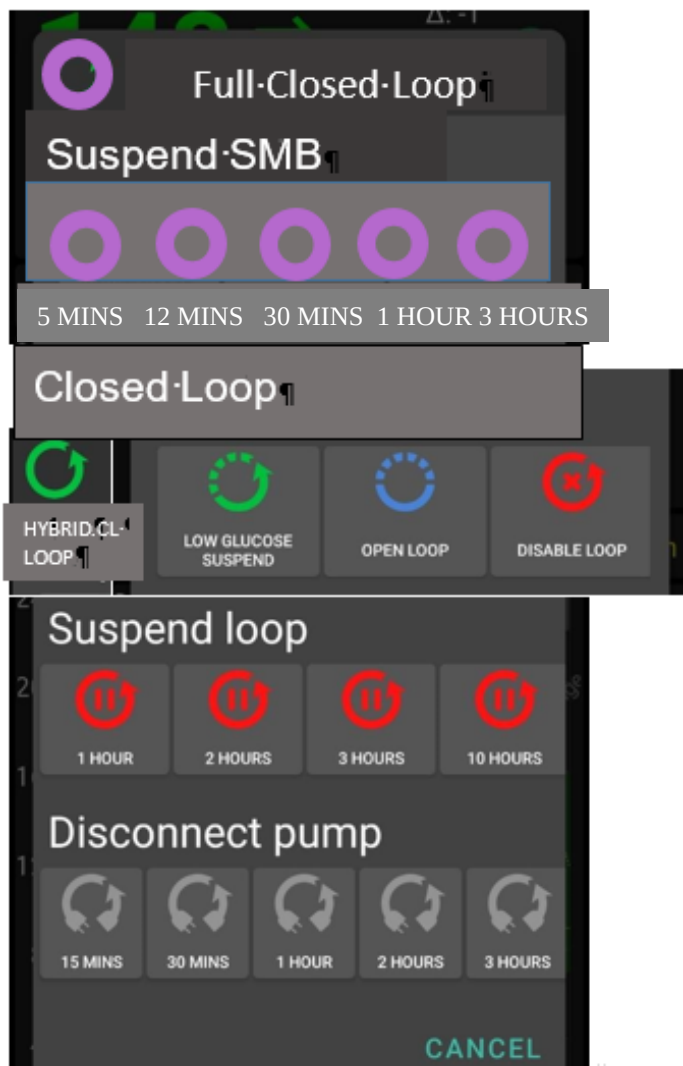 Δ: -1
Full·Closed·Loop¶
Suspend·SMB¶
5 MINS 12 MINS 30 MINS 1 HOUR 3 HOURS
Closed·Loop¶
HYBRID.CL-
LOOP¶
LOW GLUCOSE
SUSPEND
OPEN LOOP
DISABLE LOOP
Suspend loop
1 HOUR 2 HOURS 3 HOURS 10 HOURS
Disconnect pump
15 MINS 30 MINS 1 HOUR 2 HOURS 3 HOURS
CANCEL